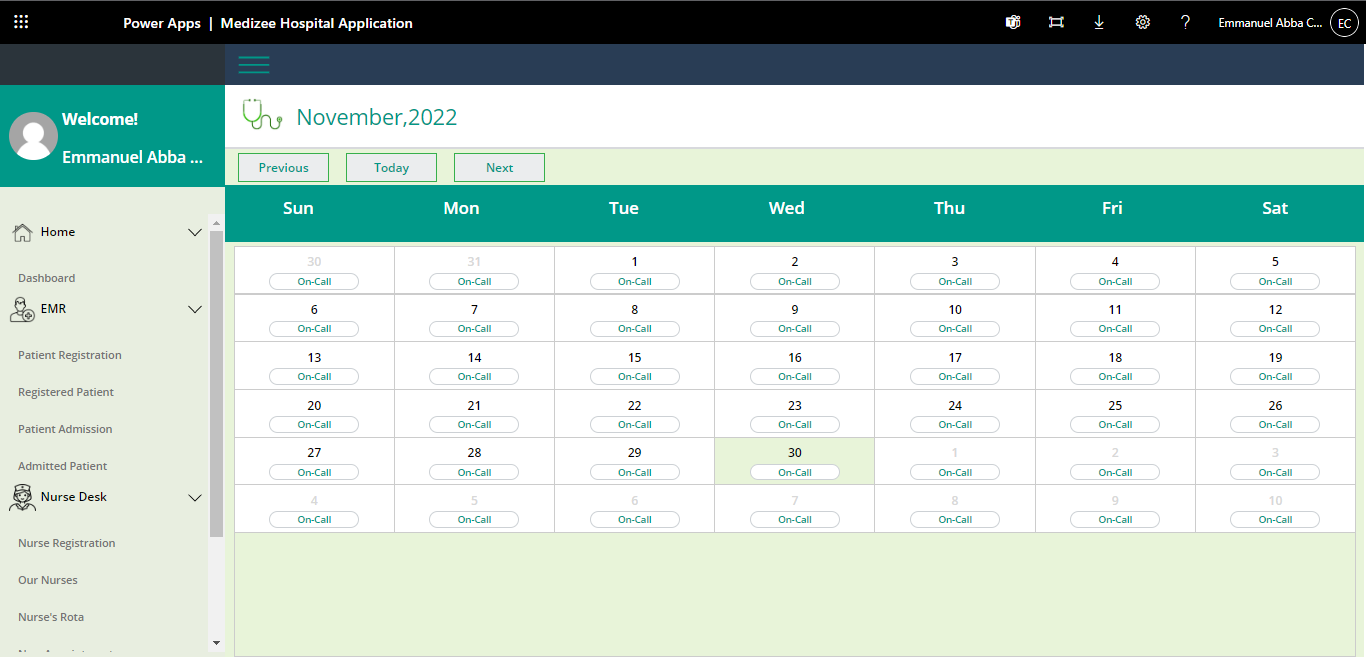 Power Apps | Medizee Hospital Application
? Emmanuel Abba C... EC
Welcome!
Emmanuel Abba ...
Home
Dashboard
EMR
Patient Registration
Registered Patient
Patient Admission
Admitted Patient
Nurse Desk
Nurse Registration
Our Nurses
Nurse's Rota
November,2022
Previous Today Next
Sun Mon Tue Wed Thu Fri Sat
30 31 1 2 3 4 5
On-Call On-Call On-Call On-Call On-Call On-Call On-Call
6 7 8 9 10 11 12
On-Call On-Call On-Call On-Call On-Call On-Call On-Call
13 14 15 16 17 18 19
On-Call On-Call On-Call On-Call On-Call On-Call On-Call
20 21 22 23 24 25 26
On-Call On-Call On-Call On-Call On-Call On-Call On-Call
27 28 29 30 1 2 3
On-Call On-Call On-Call On-Call On-Call On-Call On-Call
4 5 6 7 8 9 10
On-Call On-Call On-Call On-Call On-Call On-Call On-Call